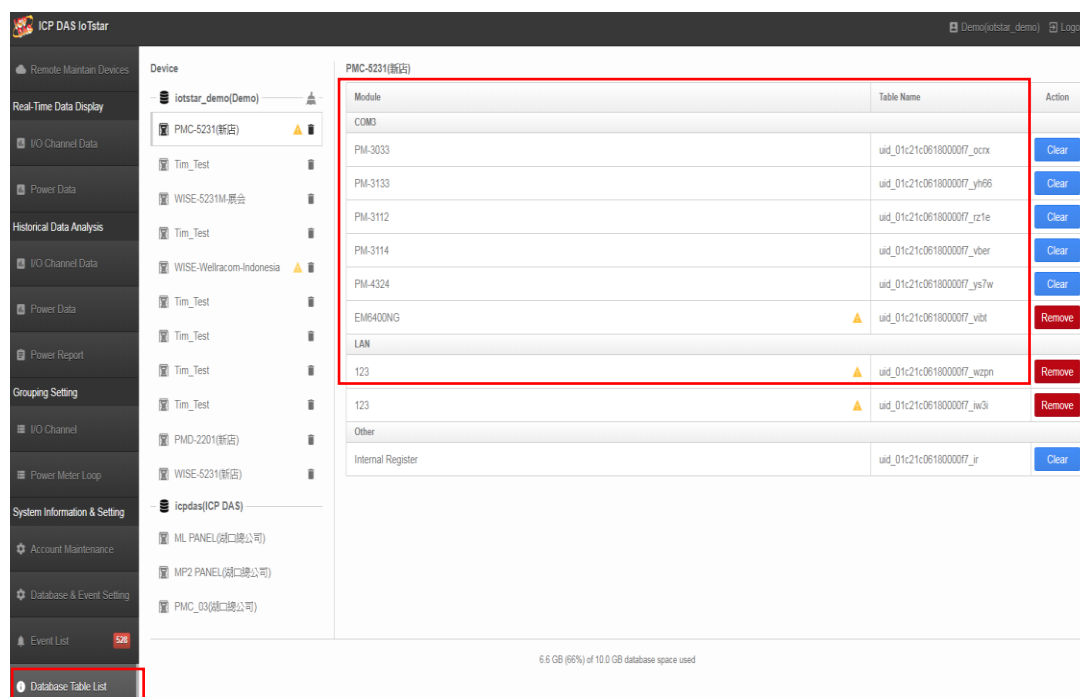 ICP DAS IoTstar
Demo(iotstar_demo) Logo
Remote Maintain Devices
Real-Time Data Display
I/O Channel Data
Power Data
Historical Data Analysis
I/O Channel Data
Power Data
Power Report
Grouping Setting
I/O Channel
Power Meter Loop
System Information & Setting
Account Maintenance
Database & Event Setting
Event List 528
Database Table List
Device
iotstar_demo(Demo)
PMC-5231(新店)
Tim_Test
WISE-5231M-展会
Tim_Test
WISE-Wellracom-Indonesia
Tim_Test
Tim_Test
Tim_Test
Tim_Test
PMD-2201(新店)
WISE-5231(新店)
icpdas(ICP DAS)
ML PANEL(湖口總公司)
MP2 PANEL(湖口總公司)
PMC_03(湖口總公司)
PMC-5231(新店)
Module Table Name Action
COM3
PM-3033 uid_01c21c06180000f7_ocrx Clear
PM-3133 uid_01c21c06180000f7_yh66 Clear
PM-3112 uid_01c21c06180000f7_rz1e Clear
PM-3114 uid_01c21c06180000f7_vber Clear
PM-4324 uid_01c21c06180000f7_ys7w Clear
EM6400NG uid_01c21c06180000f7_vibt Remove
LAN
123 uid_01c21c06180000f7_wzpn Remove
123 uid_01c21c06180000f7_iw3i Remove
Other
Internal Register uid_01c21c06180000f7_ir Clear
6.6 GB (66%) of 10.0 GB database space used